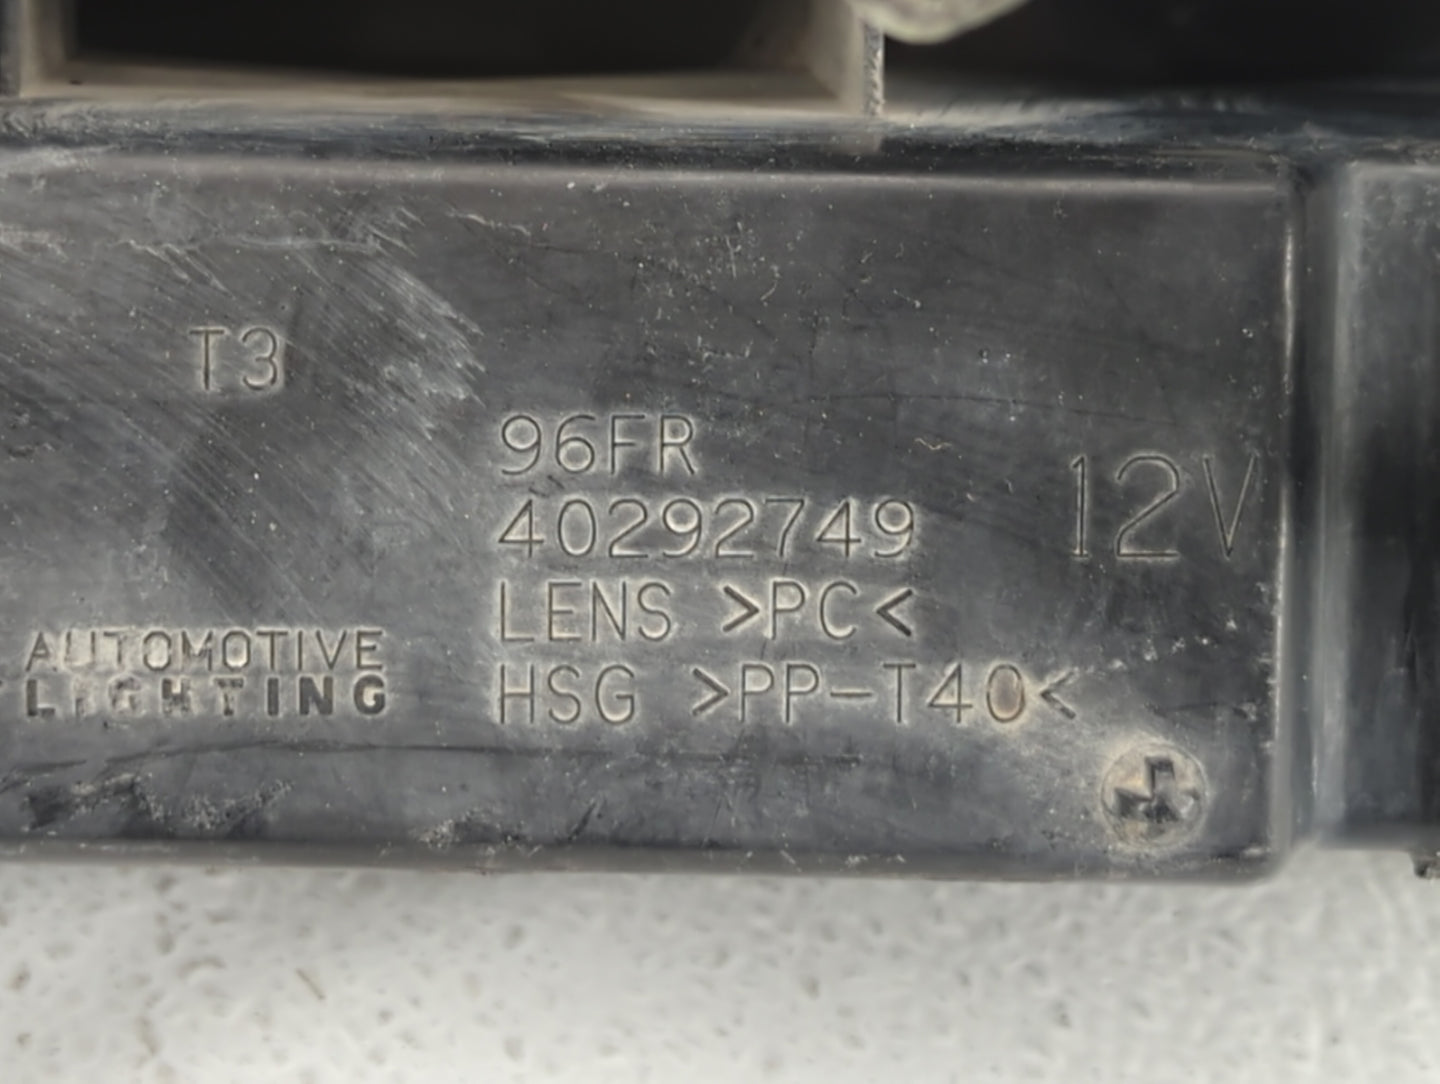 T3
96FR
40292749
12V
LENS >PC<
AUTOMOTIVE
LIGHTING
HSG >PP-T40<